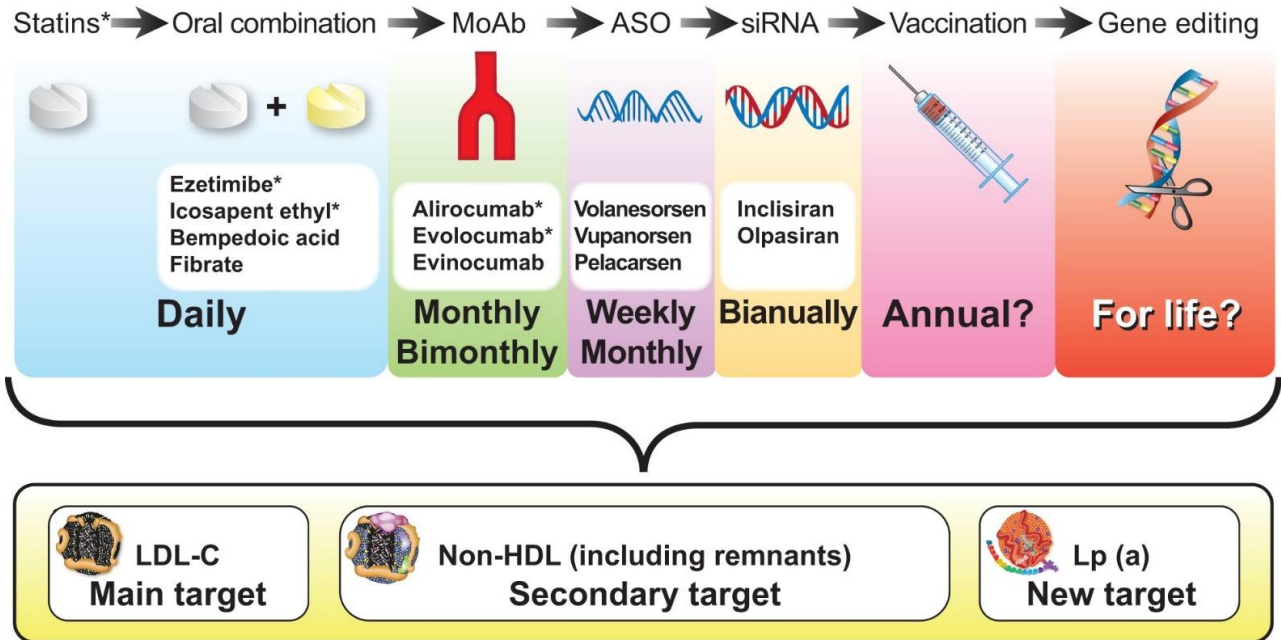 Statins* Oral combination MoAb ASO siRNA Vaccination Gene editing
+
Ezetimibe*
Icosapent ethyl*
Bempedoic acid
Fibrate
Daily
Alirocumab*
Evolocumab*
Evinocumab
Monthly
Bimonthly
Volanesorsen
Vupanorsen
Pelacarsen
Weekly
Monthly
Inclisiran
Olpasiran
Bianually
Annual?
For life?
LDL-C
Main target
Non-HDL (including remnants)
Secondary target
Lp (a)
New target